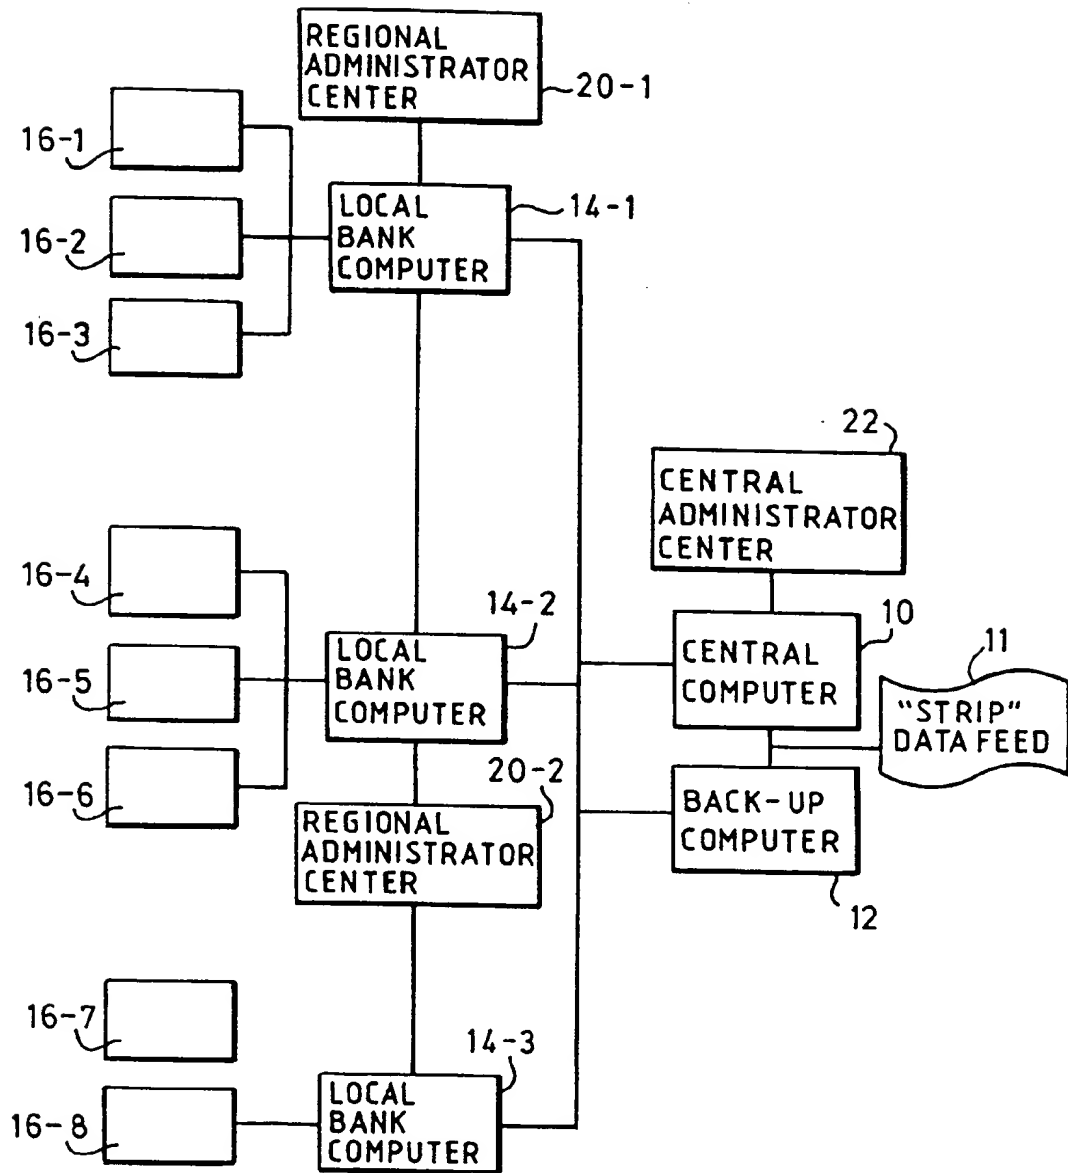 REGIONAL
ADMINISTRATOR
CENTER
20-1
16-1
16-2
16-3
LOCAL
BANK
COMPUTER
14-1
22
CENTRAL
ADMINISTRATOR
CENTER
16-4
16-5
16-6
14-2
LOCAL
BANK
COMPUTER
10
CENTRAL
COMPUTER
11
"STRIP"
DATA FEED
20-2
REGIONAL
ADMINISTRATOR
CENTER
BACK-UP
COMPUTER
12
16-7
16-8
14-3
LOCAL
BANK
COMPUTER